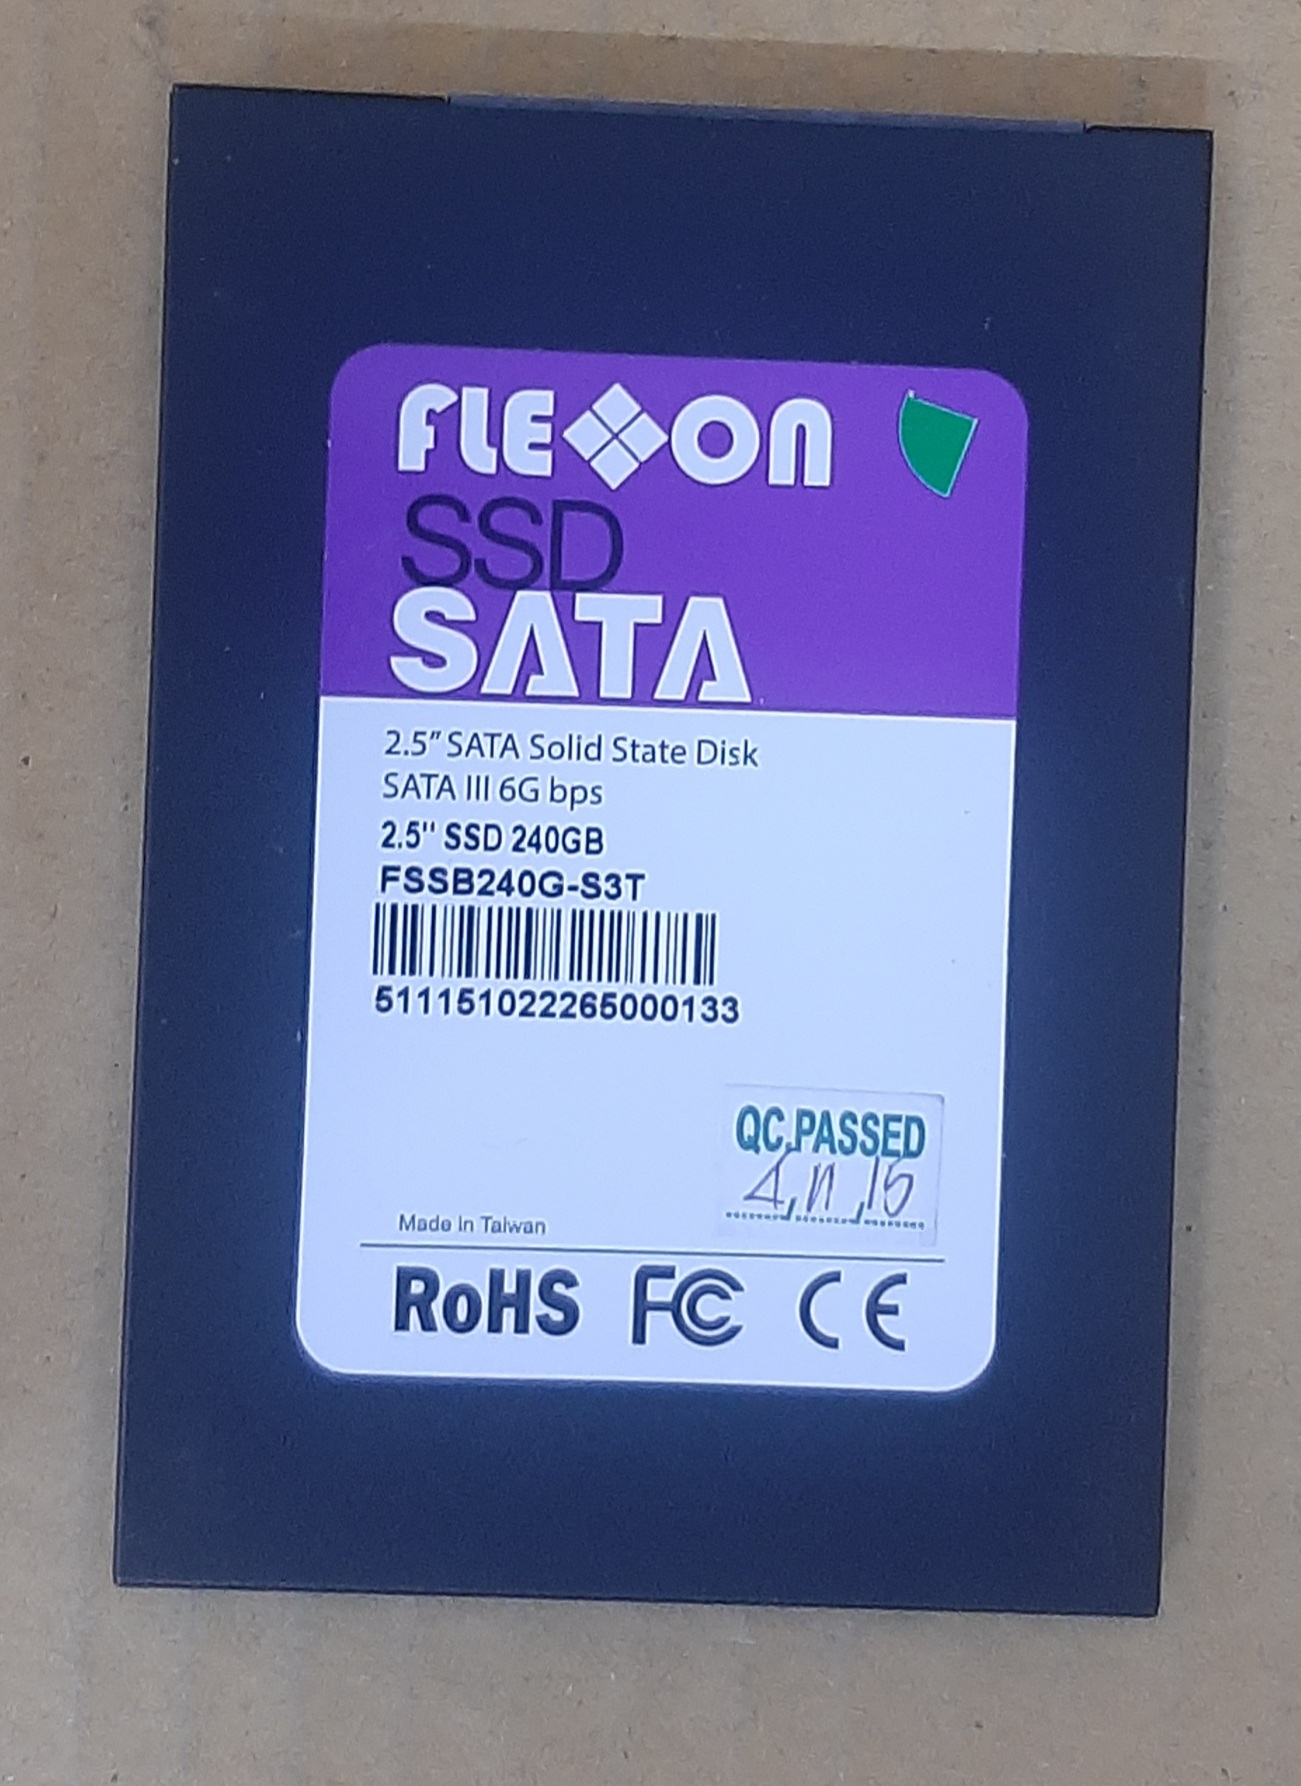 FLEXON
SSD
SATA
2.5" SATA Solid State Disk
SATA III 6G bps
2.5" SSD 240GB
FSSB240G-S3T
511151022265000133
QC.PASSED
4,11,15
Made in Taiwan
RoHS FC CE